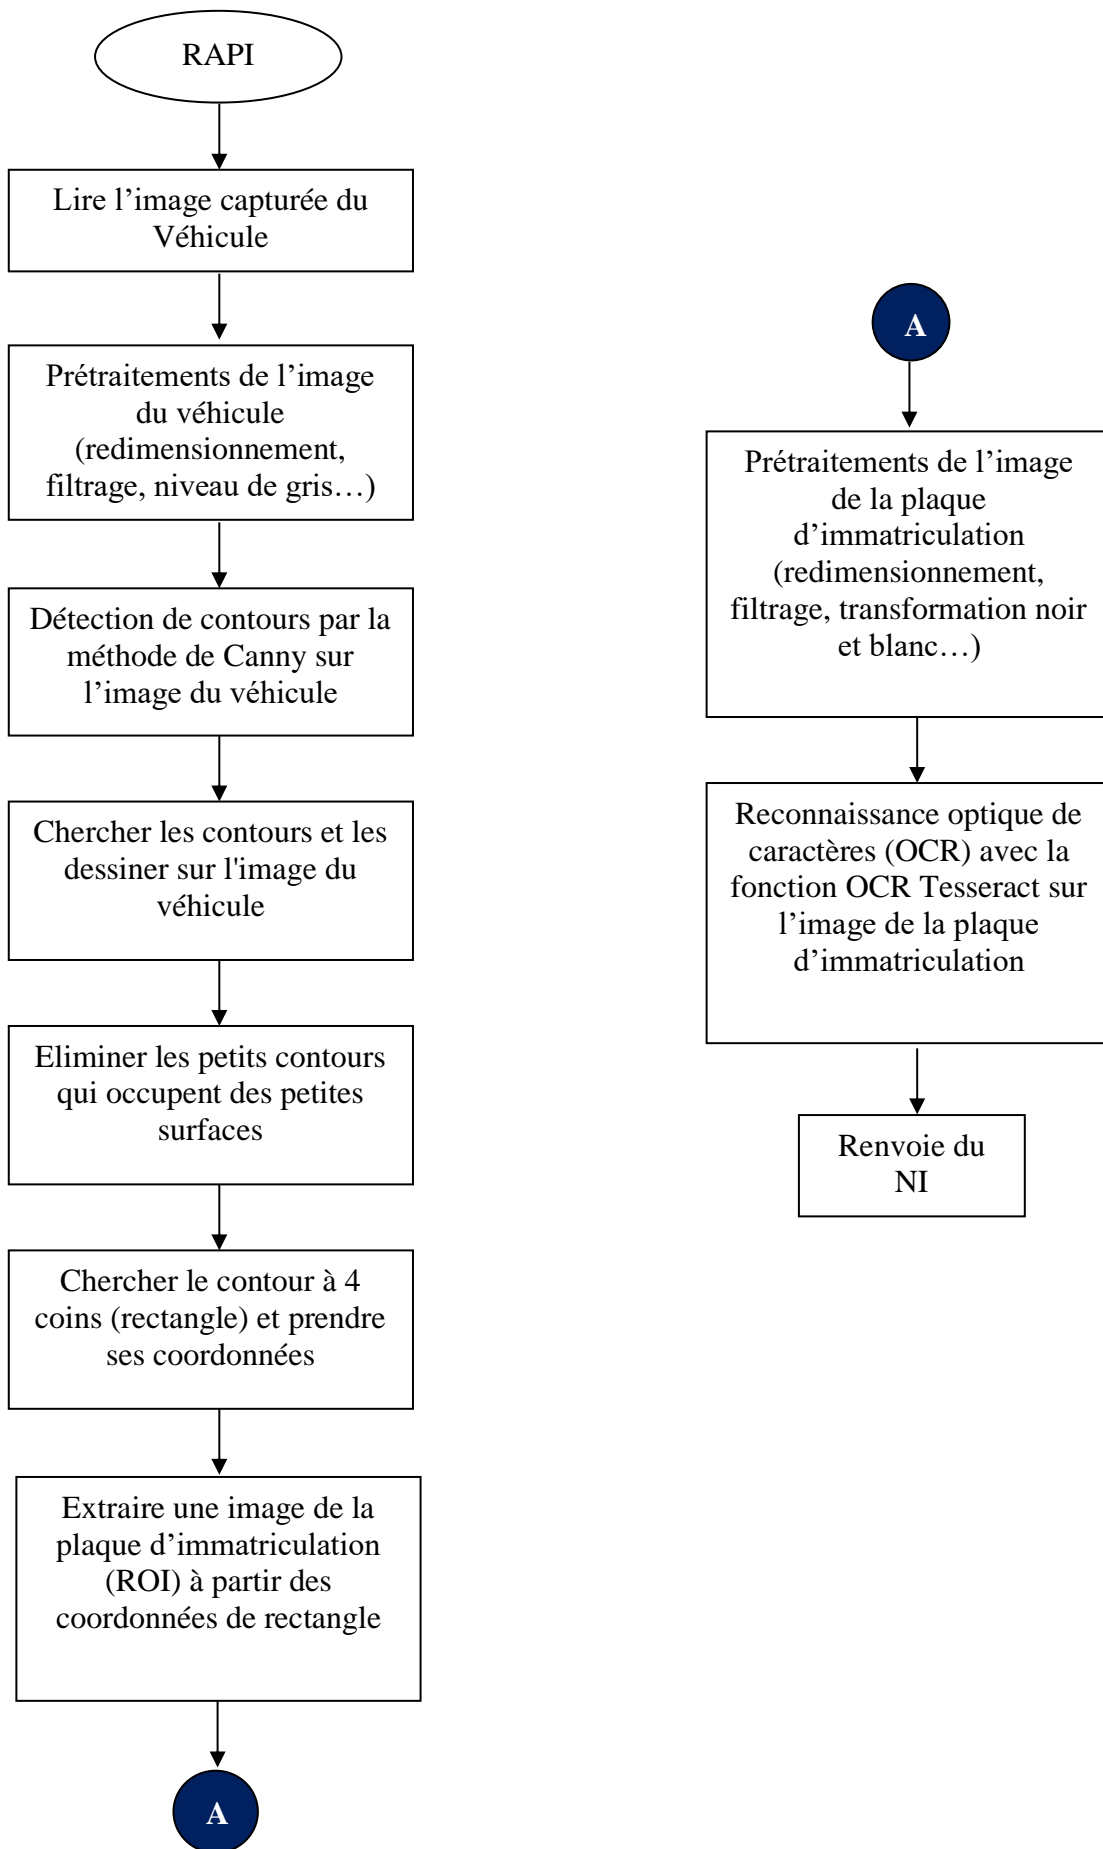 RAPI
Lire l’image capturée du
Véhicule
Prétraitements de l’image
du véhicule
(redimensionnement,
filtrage, niveau de gris…)
Détection de contours par la
méthode de Canny sur
l’image du véhicule
Chercher les contours et les
dessiner sur l'image du
véhicule
Eliminer les petits contours
qui occupent des petites
surfaces
Chercher le contour à 4
coins (rectangle) et prendre
ses coordonnées
Extraire une image de la
plaque d’immatriculation
(ROI) à partir des
coordonnées de rectangle
A
A
Prétraitements de l’image
de la plaque
d’immatriculation
(redimensionnement,
filtrage, transformation noir
et blanc…)
Reconnaissance optique de
caractères (OCR) avec la
fonction OCR Tesseract sur
l’image de la plaque
d’immatriculation
Renvoie du
NI